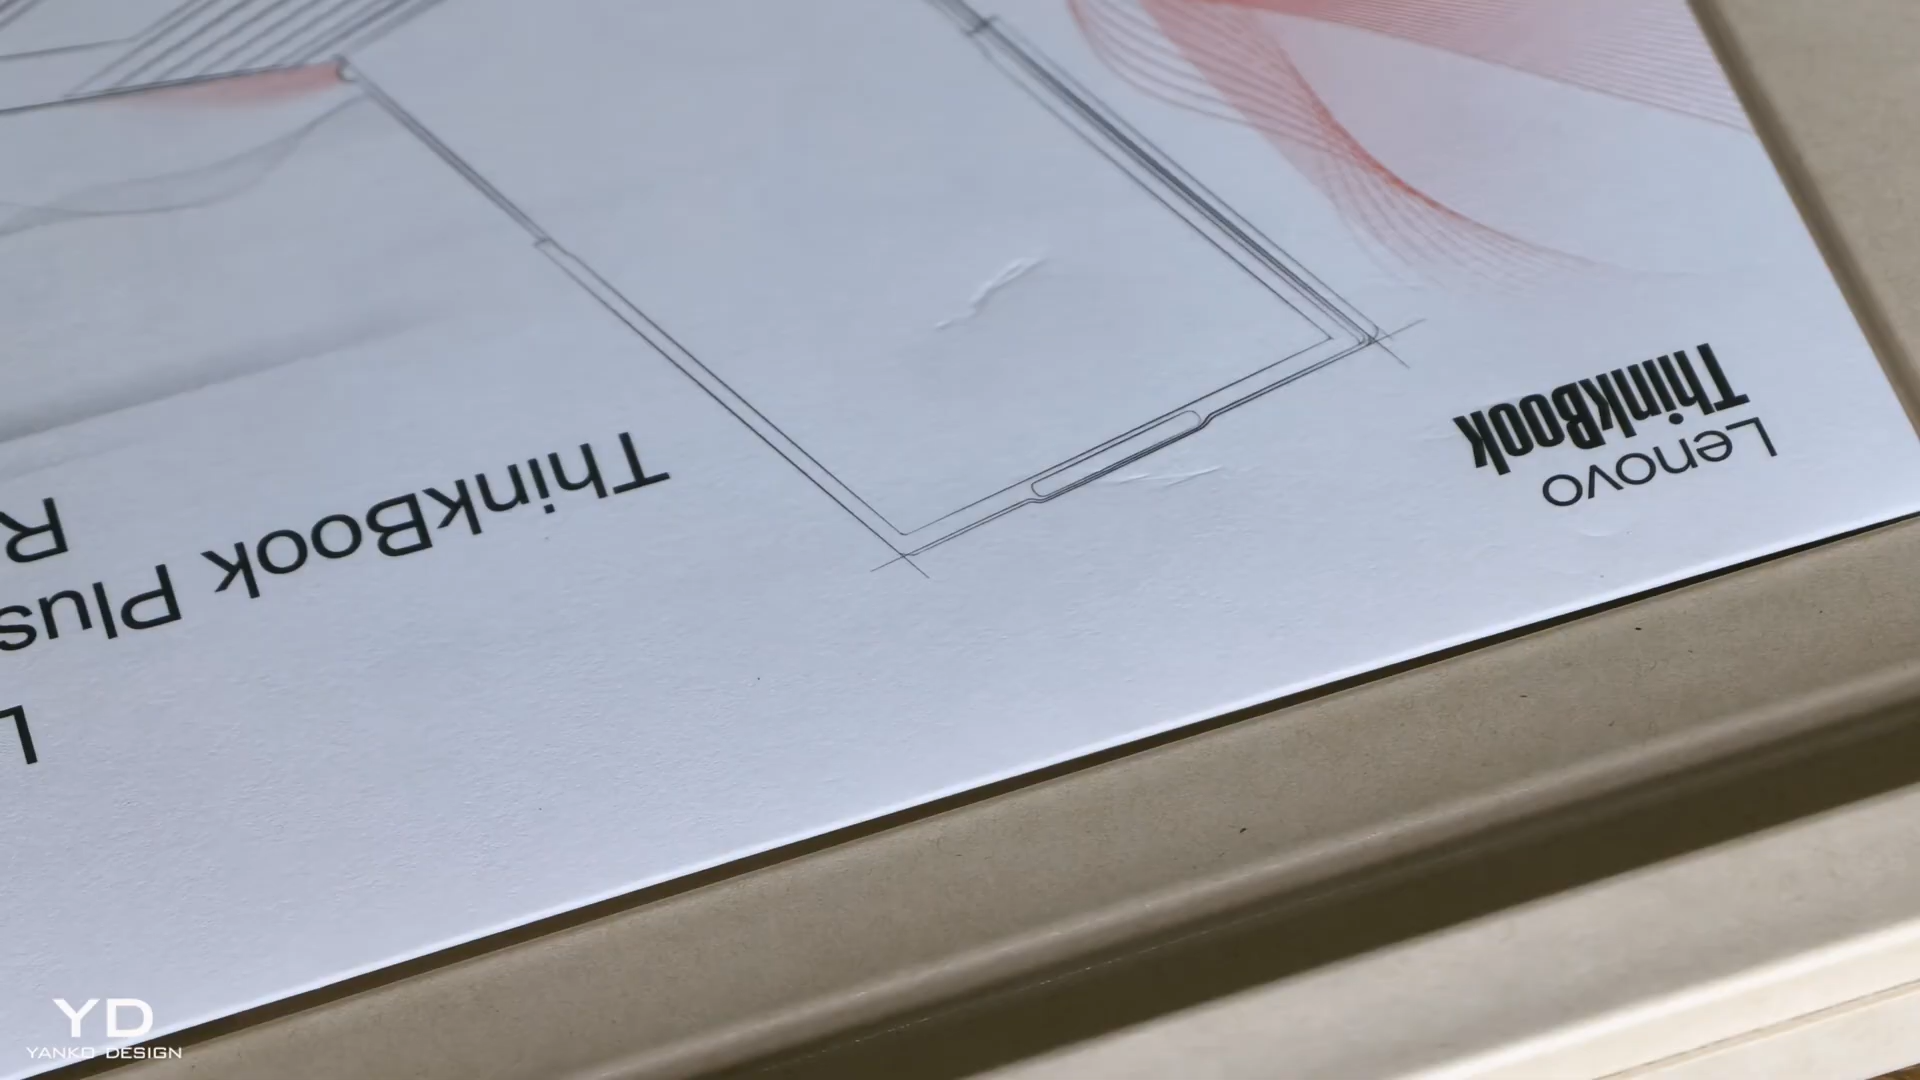 Lenovo
ThinkBook
ThinkBook Plus
R
L
YD
YANKO DESIGN